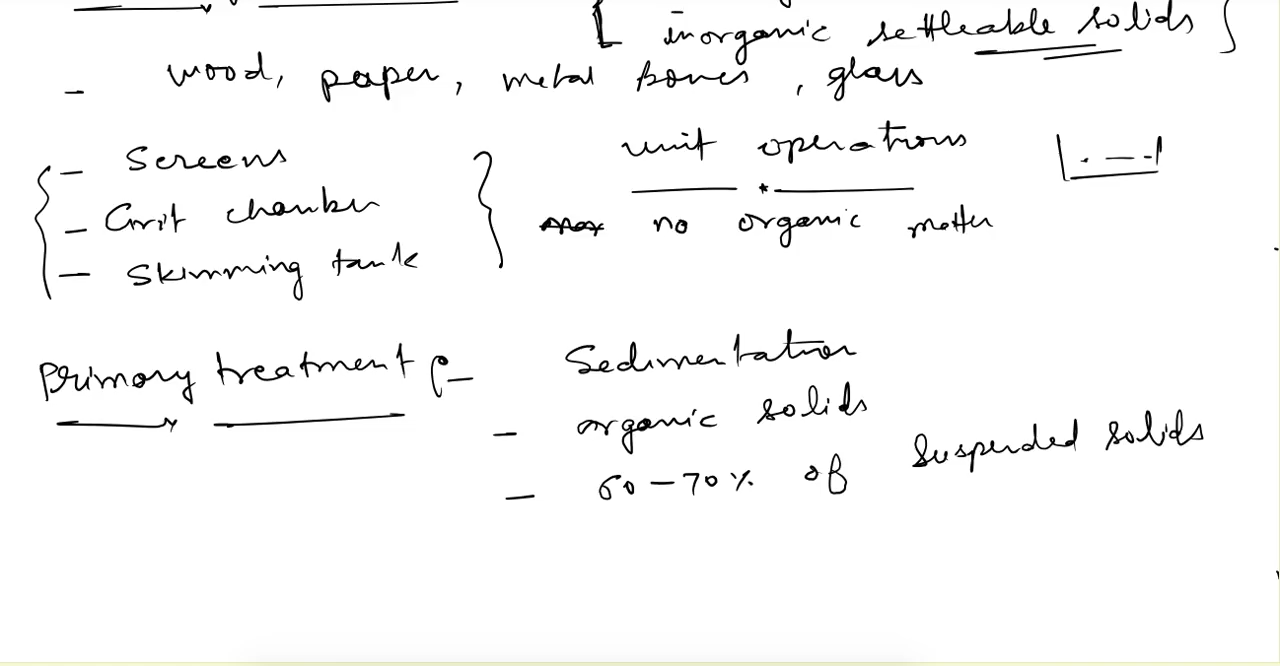 [ inorganic settleable solids ]
- wood, paper, metal bones, glass
- Screens
- Grit chamber
- Skimming tank
unit operations
no organic matter
Primary treatment :- Sedimentation
- organic solids
- 60-70% of suspended solids